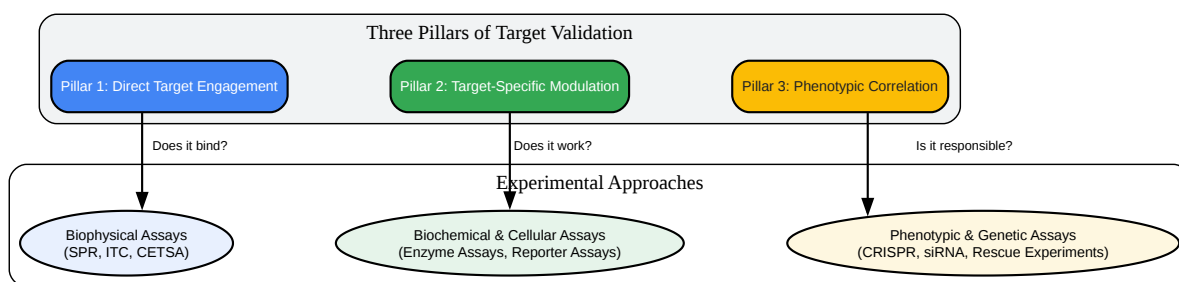 Three Pillars of Target Validation
Pillar 1: Direct Target Engagement
Pillar 2: Target-Specific Modulation
Pillar 3: Phenotypic Correlation
Does it bind?
Does it work?
Is it responsible?
Experimental Approaches
Biophysical Assays
(SPR, ITC, CETSA)
Biochemical & Cellular Assays
(Enzyme Assays, Reporter Assays)
Phenotypic & Genetic Assays
(CRISPR, siRNA, Rescue Experiments)